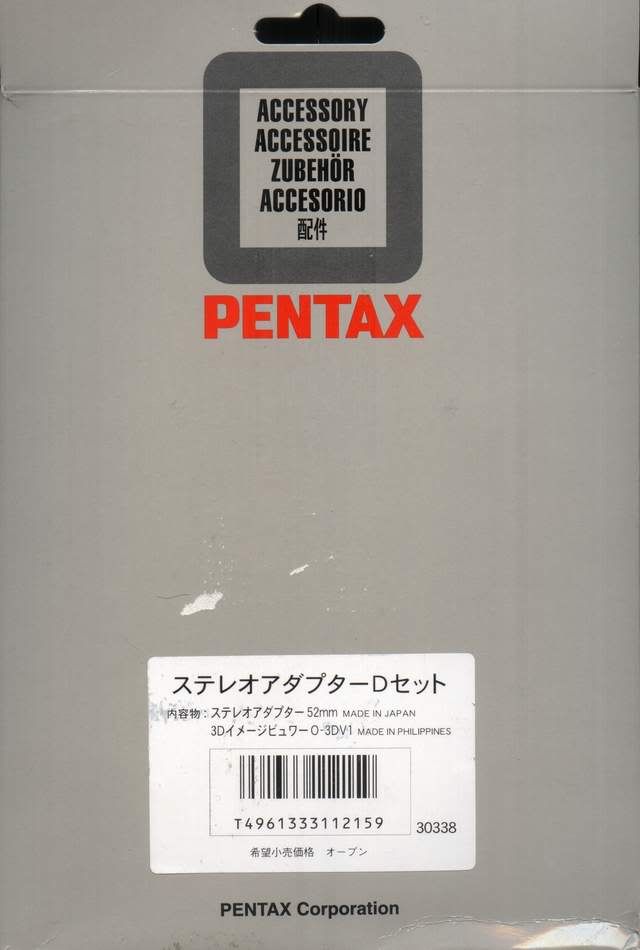 ACCESSORY
ACCESSOIRE
ZUBEHÖR
ACCESORIO
配件
PENTAX
ステレオアダプターDセット
内容物：ステレオアダプター 52mm MADE IN JAPAN
3Dイメージビュワー O-3DV1 MADE IN PHILIPPINES
T4961333112159
30338
希望小売価格 オープン
PENTAX Corporation